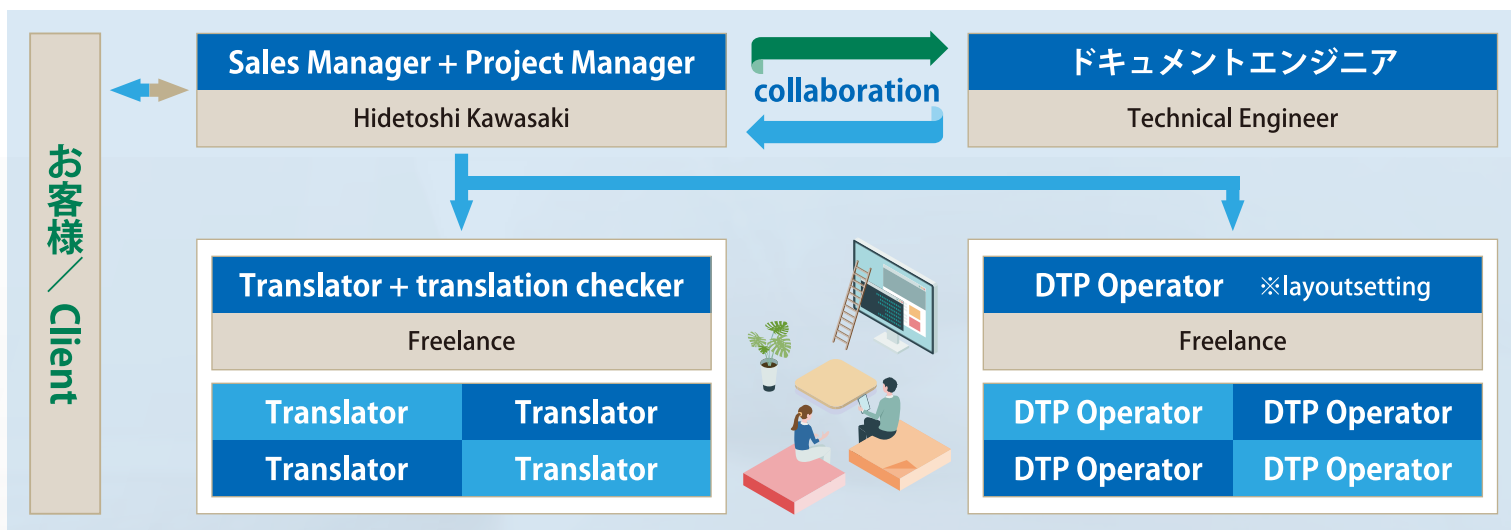 お客様／Client
Sales Manager + Project Manager
Hidetoshi Kawasaki
collaboration
ドキュメントエンジニア
Technical Engineer
Translator + translation checker
Freelance
Translator
Translator
Translator
Translator
DTP Operator ※layoutsetting
Freelance
DTP Operator
DTP Operator
DTP Operator
DTP Operator